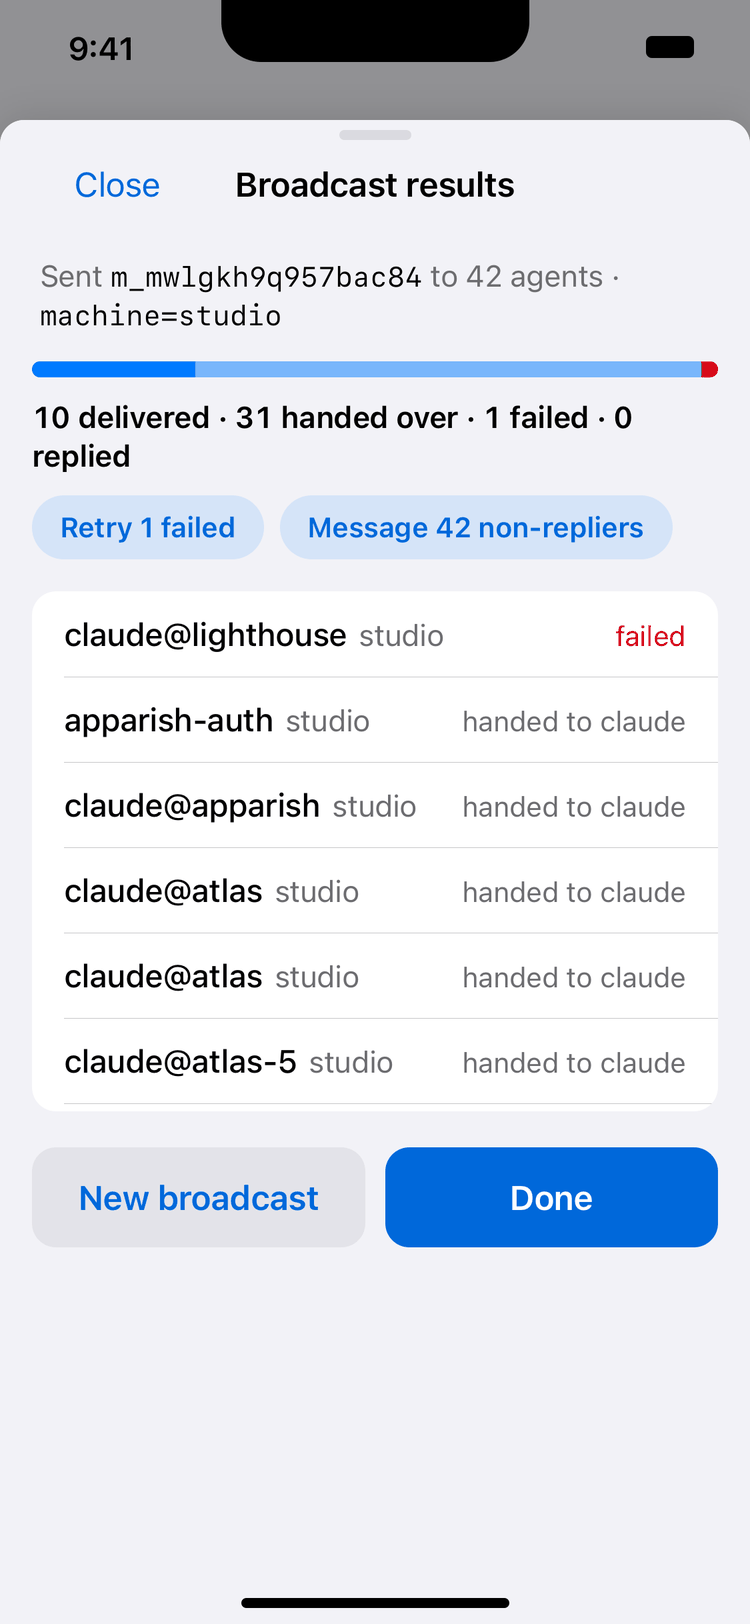 9:41
Close
Broadcast results
Sent m_mwlgkh9q957bac84 to 42 agents ·
machine=studio
10 delivered · 31 handed over · 1 failed · 0
replied
Retry 1 failed
Message 42 non-repliers
claude@lighthouse studio failed
apparish-auth studio handed to claude
claude@apparish studio handed to claude
claude@atlas studio handed to claude
claude@atlas studio handed to claude
claude@atlas-5 studio handed to claude
New broadcast
Done